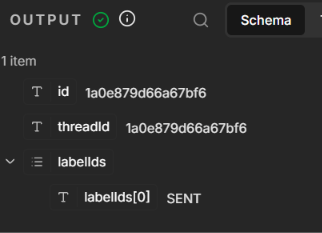 OUTPUT Schema
1 item
T id 1a0e879d66a67bf6
T threadId 1a0e879d66a67bf6
labelIds
T labelIds[0] SENT